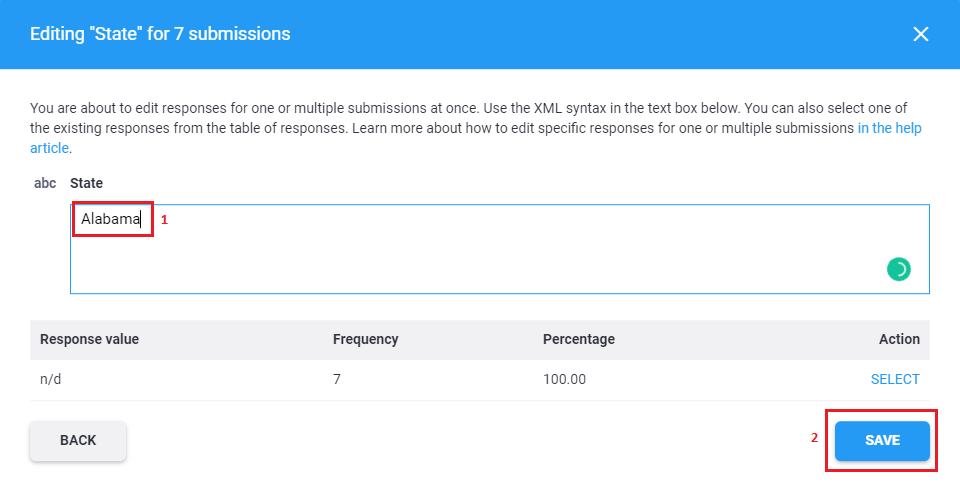 Editing "State" for 7 submissions
You are about to edit responses for one or multiple submissions at once. Use the XML syntax in the text box below. You can also select one of
the existing responses from the table of responses. Learn more about how to edit specific responses for one or multiple submissions in the help
article.
abc State
Alabama 1
Response value Frequency Percentage Action
n/d 7 100.00 SELECT
BACK 2 SAVE